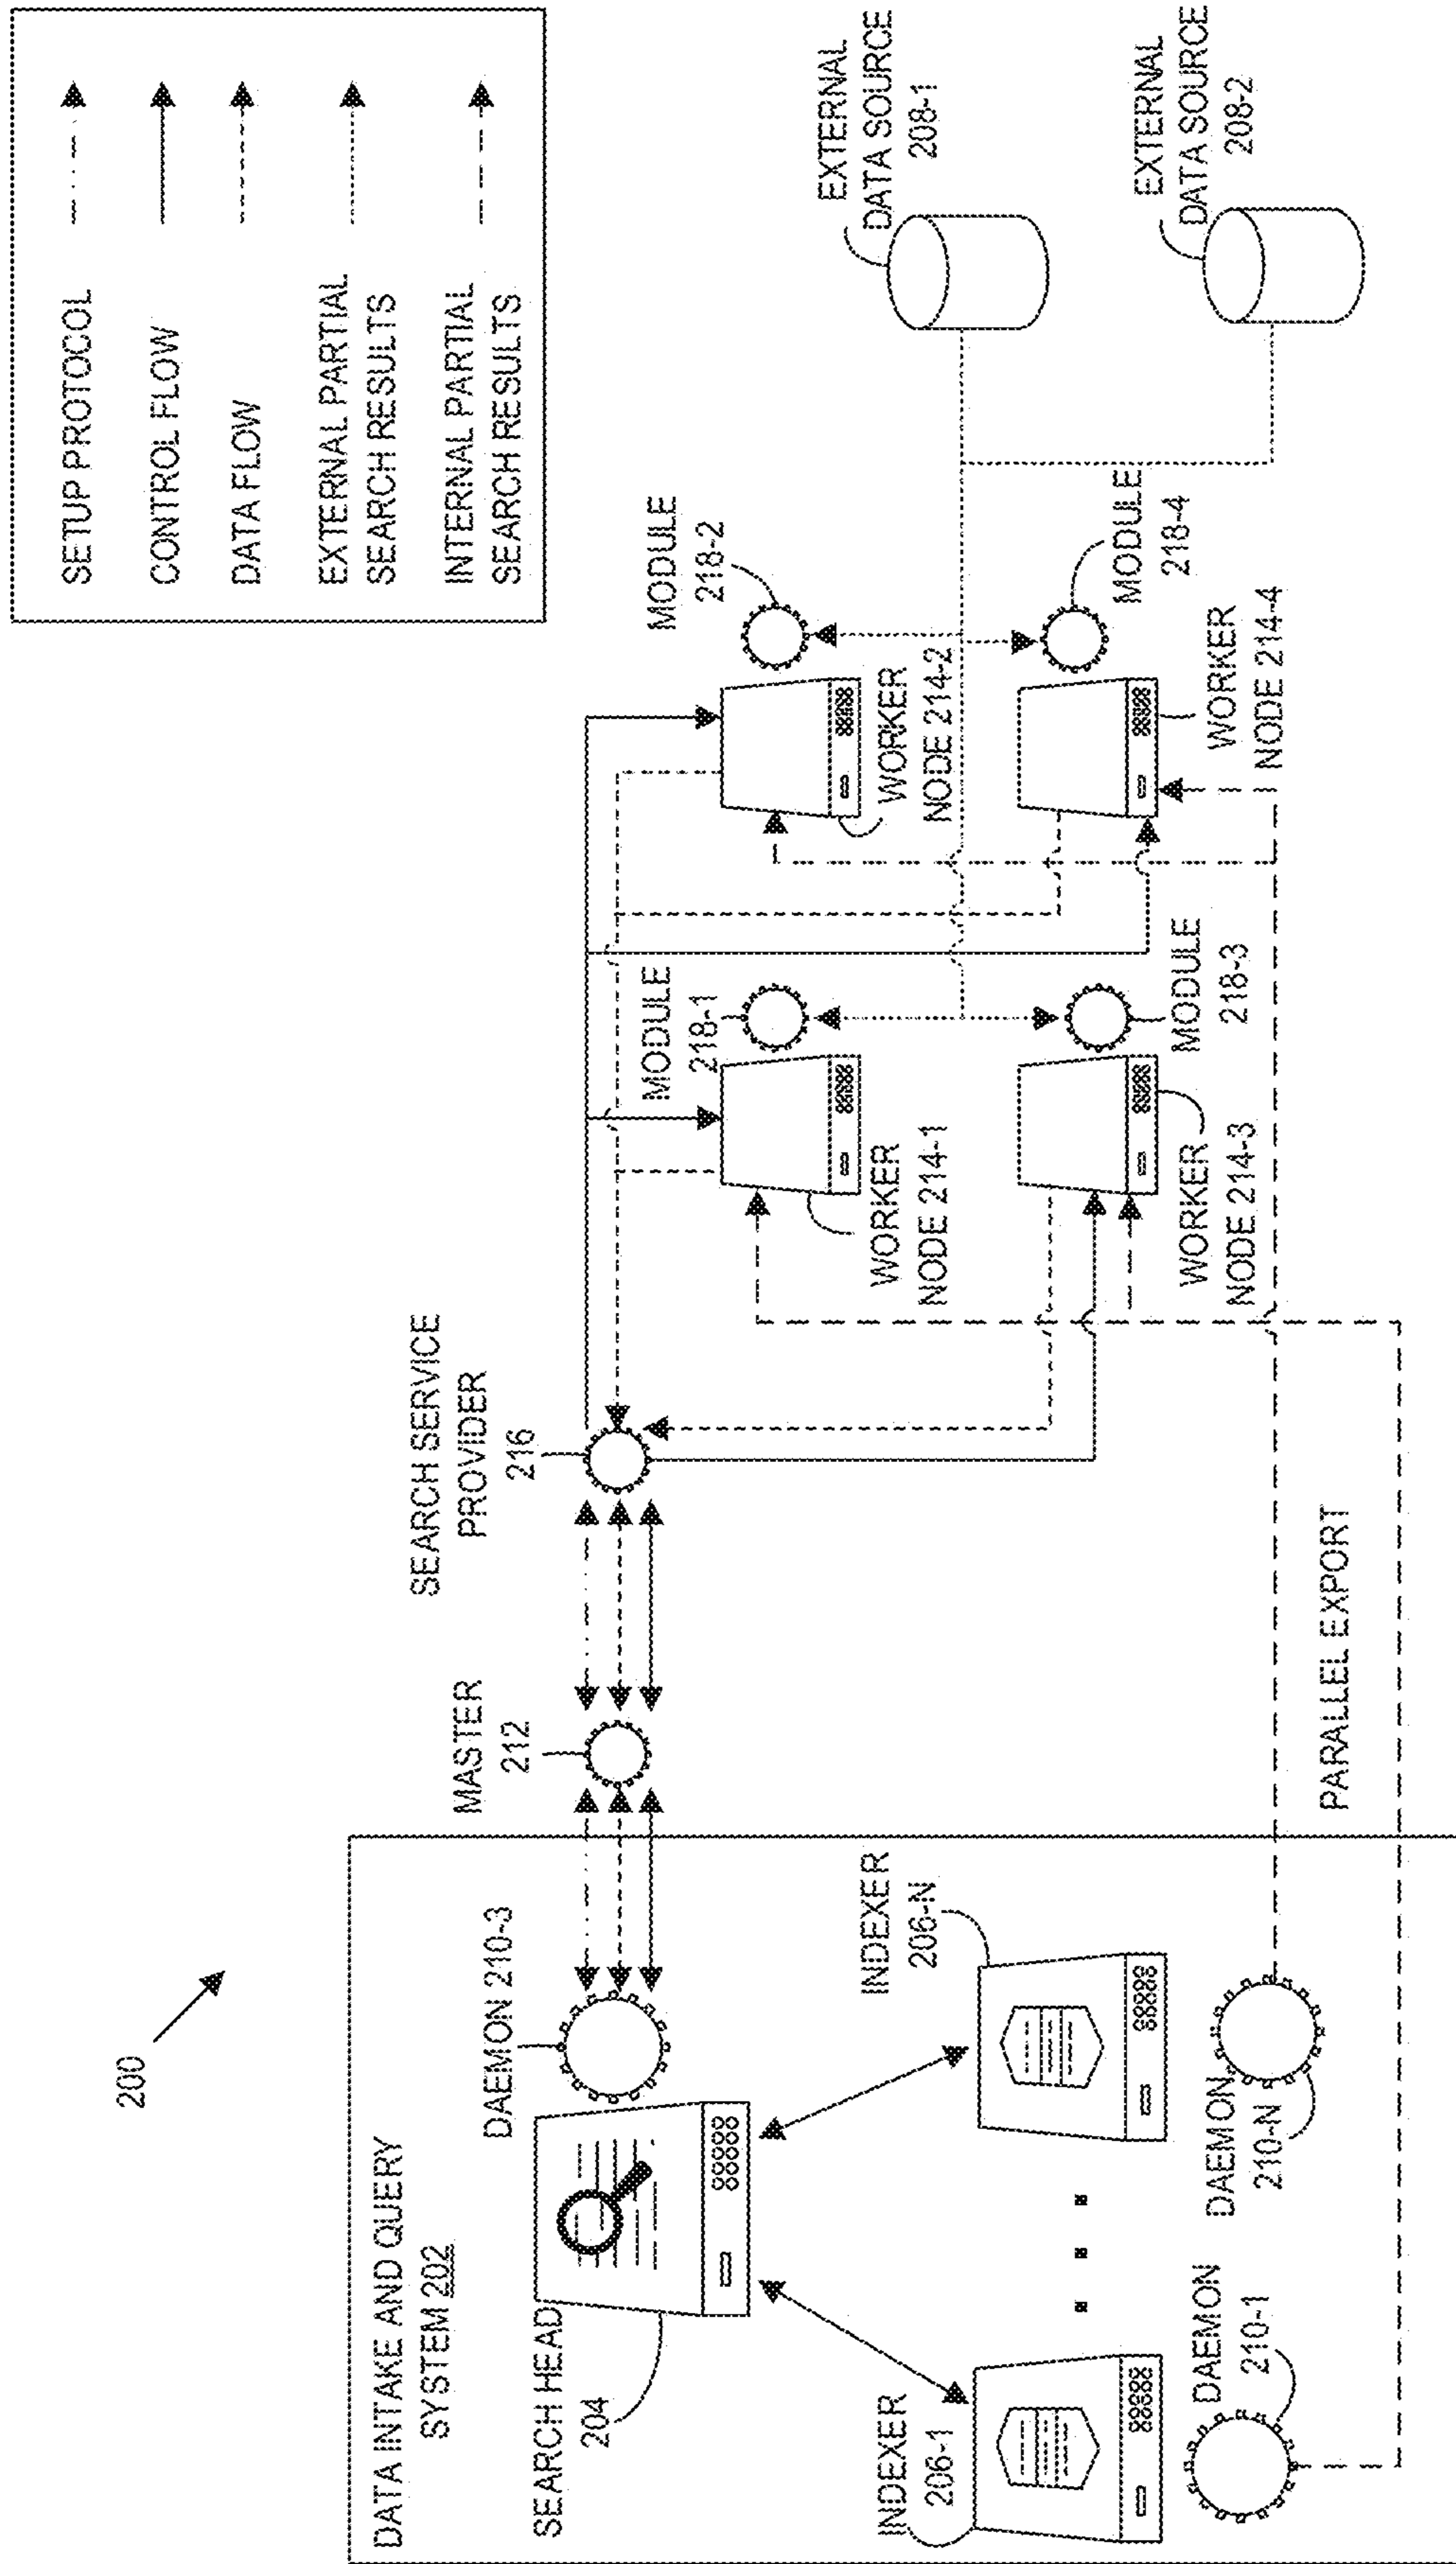 200
DATA INTAKE AND QUERY
SYSTEM 202
SEARCH HEAD
204
DAEMON 210-3
INDEXER
206-1
INDEXER
206-N
DAEMON
210-1
DAEMON
210-N
MASTER
212
SEARCH SERVICE
PROVIDER
216
PARALLEL EXPORT
MODULE
218-1
WORKER
NODE 214-1
MODULE
218-2
WORKER
NODE 214-2
MODULE
218-3
WORKER
NODE 214-3
MODULE
218-4
WORKER
NODE 214-4
EXTERNAL
DATA SOURCE
208-1
EXTERNAL
DATA SOURCE
208-2
SETUP PROTOCOL
CONTROL FLOW
DATA FLOW
EXTERNAL PARTIAL
SEARCH RESULTS
INTERNAL PARTIAL
SEARCH RESULTS